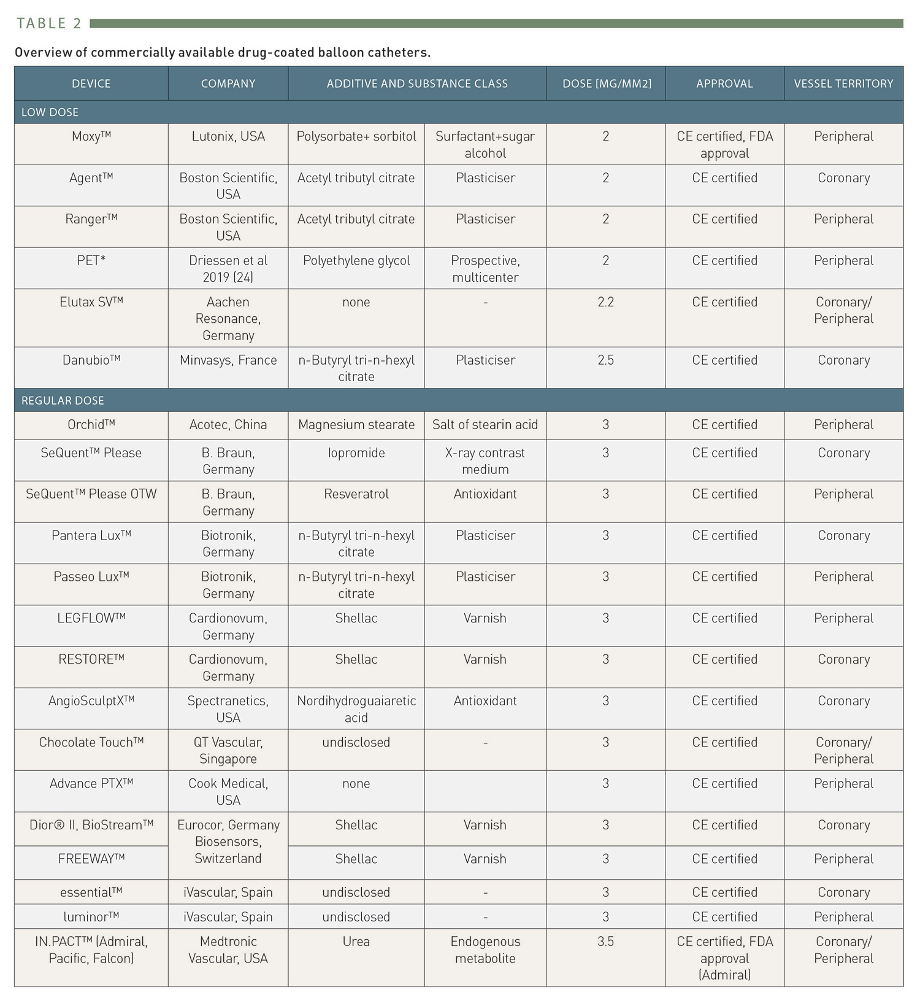 TABLE 2
Overview of commercially available drug-coated balloon catheters.
DEVICE COMPANY ADDITIVE AND SUBSTANCE CLASS DOSE [MG/MM2] APPROVAL VESSEL TERRITORY
LOW DOSE
Moxy™ Lutonix, USA Polysorbate+ sorbitol Surfactant+sugar 2 CE certified, FDA Peripheral
alcohol approval
Agent™ Boston Scientific, Acetyl tributyl citrate Plasticiser 2 CE certified Coronary
USA
Ranger™ Boston Scientific, Acetyl tributyl citrate Plasticiser 2 CE certified Peripheral
USA
PET* Driessen et al Polyethylene glycol Prospective, 2 CE certified Peripheral
2019 (24) multicenter
Elutax SV™ Aachen none - 2.2 CE certified Coronary/
Resonance, Peripheral
Germany
Danubio™ Minvasys, France n-Butyryl tri-n-hexyl Plasticiser 2.5 CE certified Coronary
citrate
REGULAR DOSE
Orchid™ Acotec, China Magnesium stearate Salt of stearin acid 3 CE certified Peripheral
SeQuent™ Please B. Braun, Iopromide X-ray contrast 3 CE certified Coronary
Germany medium
SeQuent™ Please OTW B. Braun, Resveratrol Antioxidant 3 CE certified Peripheral
Germany
Pantera Lux™ Biotronik, n-Butyryl tri-n-hexyl Plasticiser 3 CE certified Coronary
Germany citrate
Passeo Lux™ Biotronik, n-Butyryl tri-n-hexyl Plasticiser 3 CE certified Peripheral
Germany citrate
LEGFLOW™ Cardionovum, Shellac Varnish 3 CE certified Peripheral
Germany
RESTORE™ Cardionovum, Shellac Varnish 3 CE certified Coronary
Germany
AngioSculptX™ Spectranetics, Nordihydroguaiaretic Antioxidant 3 CE certified Coronary
USA acid
Chocolate Touch™ QT Vascular, undisclosed - 3 CE certified Coronary/
Singapore Peripheral
Advance PTX™ Cook Medical, none 3 CE certified Peripheral
USA
Dior® II, BioStream™ Eurocor, Germany Shellac Varnish 3 CE certified Coronary
Biosensors,
FREEWAY™ Switzerland Shellac Varnish 3 CE certified Peripheral
essential™ iVascular, Spain undisclosed - 3 CE certified Coronary
luminor™ iVascular, Spain undisclosed - 3 CE certified Peripheral
IN.PACT™ (Admiral, Medtronic Urea Endogenous 3.5 CE certified, FDA Coronary/
Pacific, Falcon) Vascular, USA metabolite approval Peripheral
(Admiral)